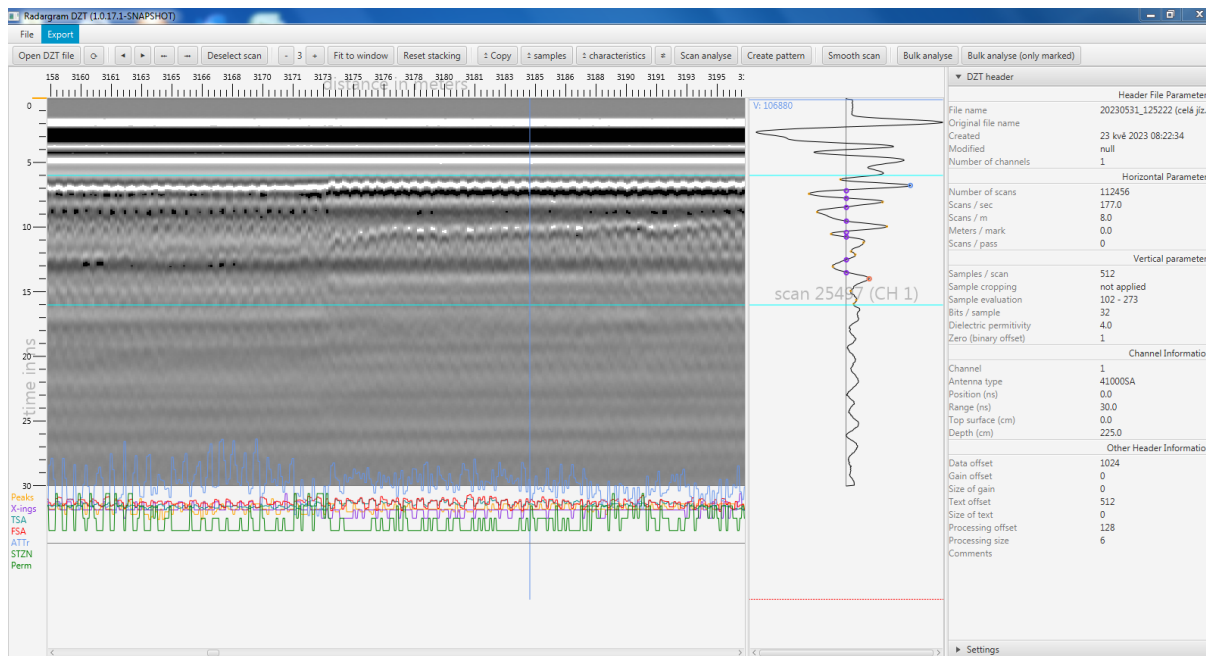 Radargram DZT (1.0.17.1-SNAPSHOT)
File Export
Open DZT file Deselect scan - 3 + Fit to window Reset stacking Copy samples characteristics ≠ Scan analyse Create pattern Smooth scan Bulk analyse Bulk analyse (only marked)
158 3160 3161 3163 3165 3166 3168 3170 3171 3173 3175 3176 3178 3180 3181 3183 3185 3186 3188 3190 3191 3193 3195 3:
distance in meters
time in ns
0
5
10
15
20
25
30
Peaks
X-ings
TSA
FSA
ATTr
STZN
Perm
V: 106880
scan 25497 (CH 1)
DZT header
Header File Parameter
File name 20230531_125222 (celá jíz.
Original file name
Created 23 kvě 2023 08:22:34
Modified null
Number of channels 1
Horizontal Parameter
Number of scans 112456
Scans / sec 177.0
Scans / m 8.0
Meters / mark 0.0
Scans / pass 0
Vertical parameter
Samples / scan 512
Sample cropping not applied
Sample evaluation 102 - 273
Bits / sample 32
Dielectric permitivity 4.0
Zero (binary offset) 1
Channel Informatio
Channel 1
Antenna type 41000SA
Position (ns) 0.0
Range (ns) 30.0
Top surface (cm) 0.0
Depth (cm) 225.0
Other Header Informatio
Data offset 1024
Gain offset 0
Size of gain 0
Text offset 512
Size of text 0
Processing offset 128
Processing size 6
Comments
Settings